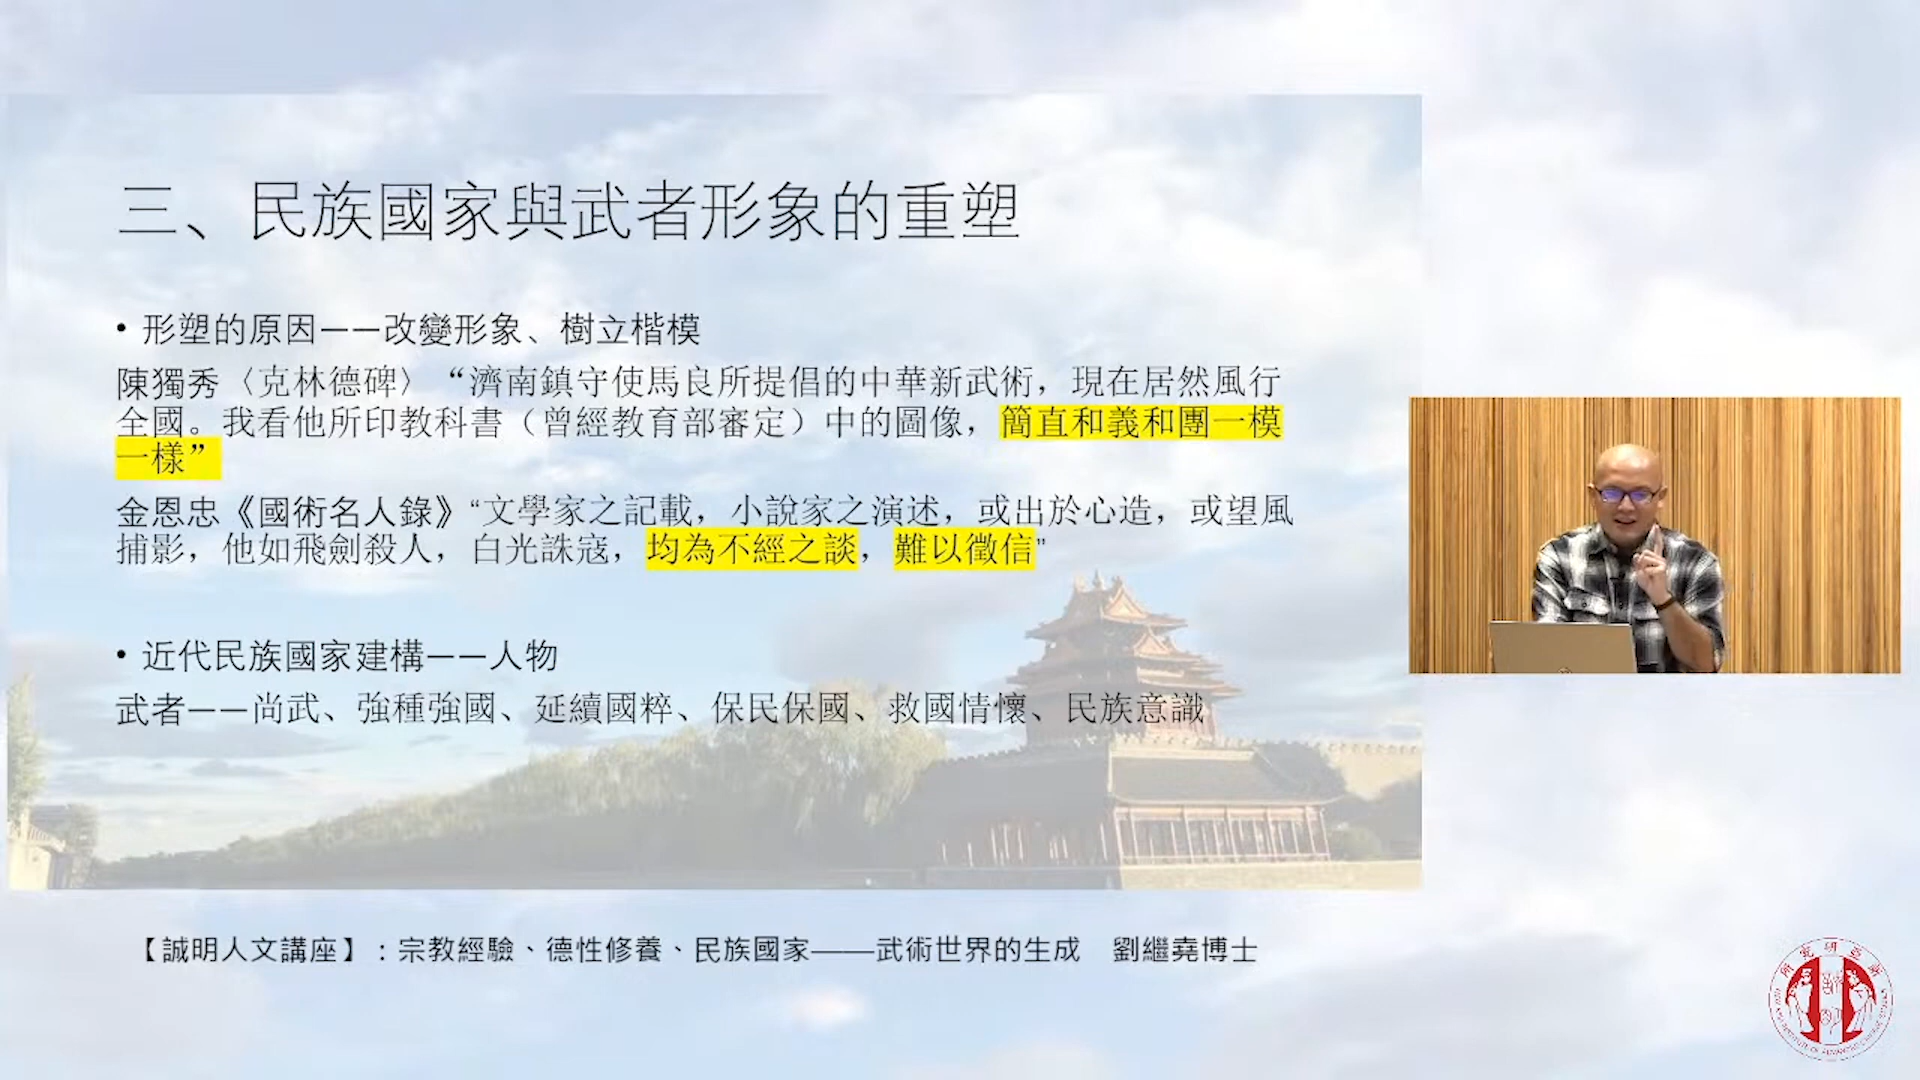 三、民族國家與武者形象的重塑
• 形塑的原因——改變形象、樹立楷模
陳獨秀〈克林德碑〉“濟南鎮守使馬良所提倡的中華新武術，現在居然風行
全國。我看他所印教科書（曾經教育部審定）中的圖像，簡直和義和團一模
一樣”
金恩忠《國術名人錄》“文學家之記載，小說家之演述，或出於心造，或望風
捕影，他如飛劍殺人，白光誅寇，均為不經之談，難以徵信”
• 近代民族國家建構——人物
武者——尚武、強種強國、延續國粹、保民保國、救國情懷、民族意識
【誠明人文講座】：宗教經驗、德性修養、民族國家——武術世界的生成　劉繼堯博士